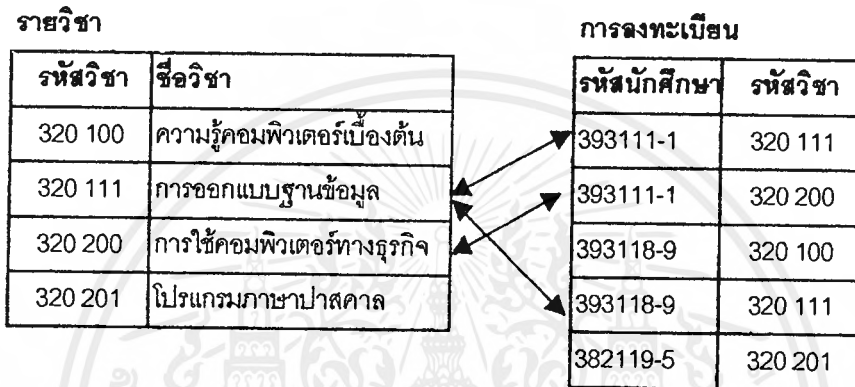 รายวิชา
รหัสวิชา ชื่อวิชา
320 100 ความรู้คอมพิวเตอร์เบื้องต้น
320 111 การออกแบบฐานข้อมูล
320 200 การใช้คอมพิวเตอร์ทางธุรกิจ
320 201 โปรแกรมภาษาปาสคาล
การลงทะเบียน
รหัสนักศึกษา รหัสวิชา
393111-1 320 111
393111-1 320 200
393118-9 320 100
393118-9 320 111
382119-5 320 201